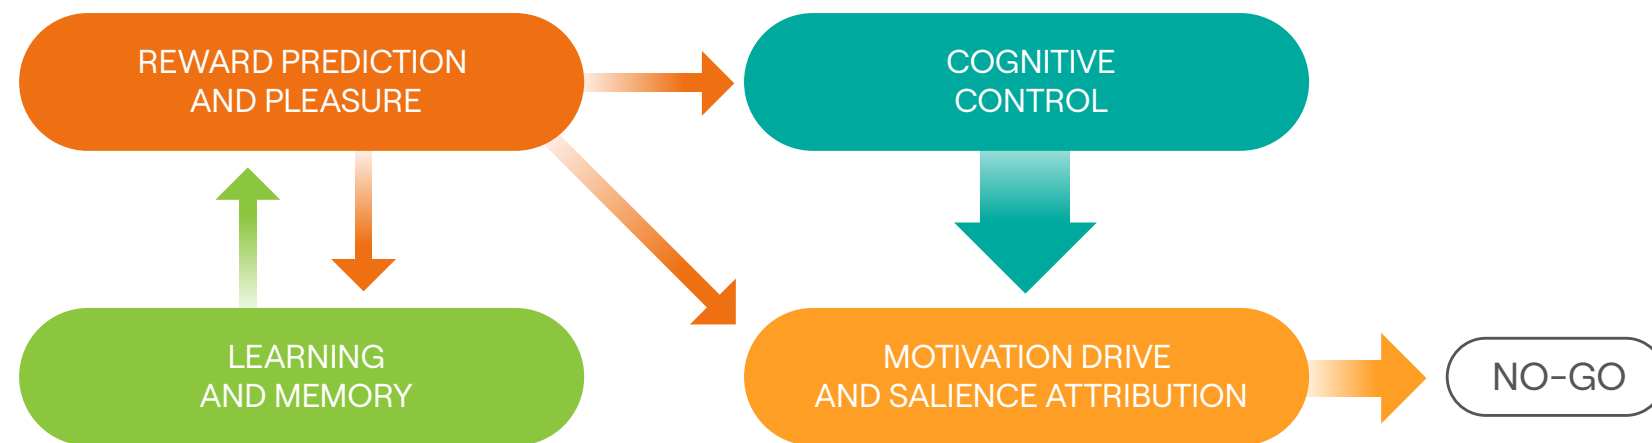 REWARD PREDICTION
AND PLEASURE
COGNITIVE
CONTROL
LEARNING
AND MEMORY
MOTIVATION DRIVE
AND SALIENCE ATTRIBUTION
NO-GO